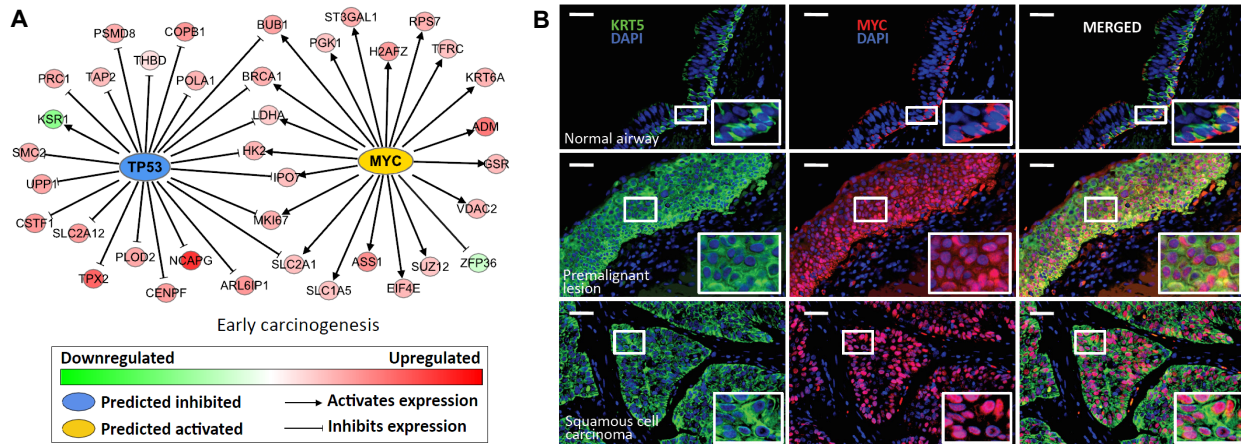 A
PSMD8
COPB1
BUB1
ST3GAL1
RPS7
THBD
PGK1
H2AFZ
TFRC
PRC1
TAP2
POLA1
BRCA1
KRT6A
KSR1
LDHA
ADM
SMC2
TP53
HK2
MYC
GSR
UPP1
IPO7
CSTF1
SLC2A12
MKI67
VDAC2
TPX2
PLOD2
NCAPG
SLC2A1
ASS1
SUZ12
ZFP36
CENPF
ARL6IP1
SLC1A5
EIF4E
Early carcinogenesis
Downregulated
Upregulated
Predicted inhibited
Activates expression
Predicted activated
Inhibits expression
B
KRT5
DAPI
MYC
DAPI
MERGED
Normal airway
Premalignant
lesion
Squamous cell
carcinoma